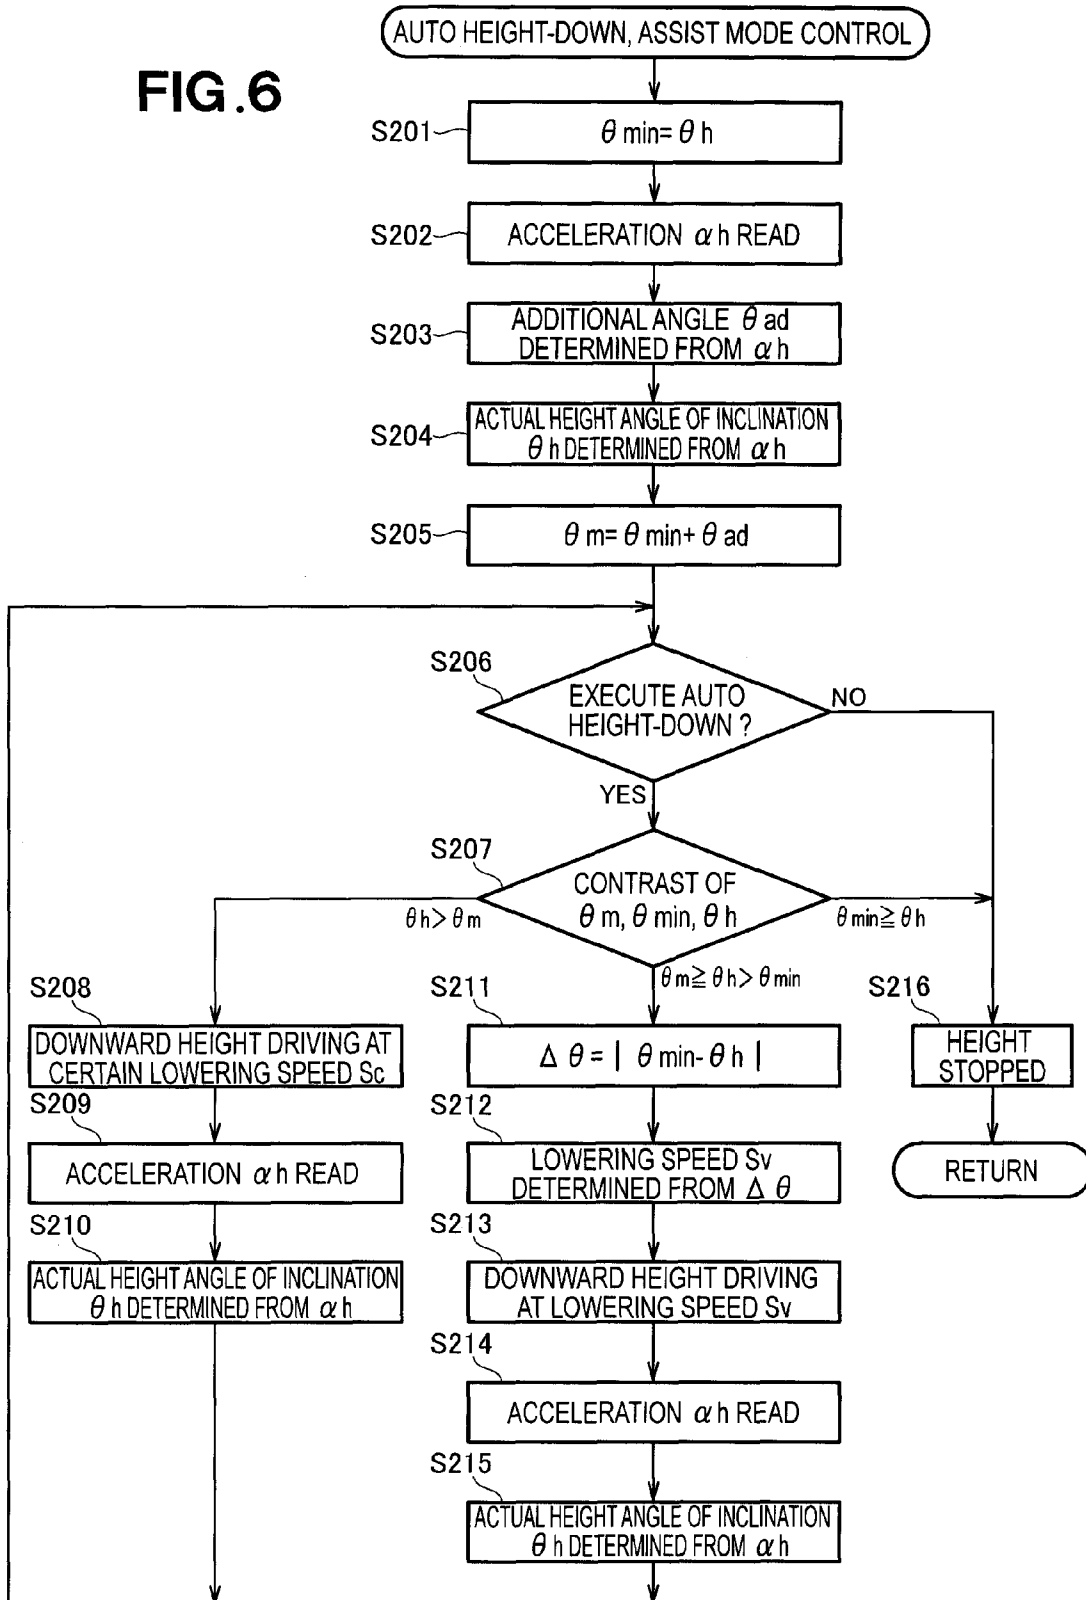 AUTO HEIGHT-DOWN, ASSIST MODE CONTROL
FIG.6
S201
θ min= θ h
S202
ACCELERATION α h READ
S203
ADDITIONAL ANGLE θ ad
DETERMINED FROM α h
S204
ACTUAL HEIGHT ANGLE OF INCLINATION
θ h DETERMINED FROM α h
S205
θ m= θ min+ θ ad
S206
EXECUTE AUTO
HEIGHT-DOWN ?
NO
YES
S207
CONTRAST OF
θ m, θ min, θ h
θ h> θ m
θ min≧ θ h
θ m≧ θ h> θ min
S208
DOWNWARD HEIGHT DRIVING AT
CERTAIN LOWERING SPEED Sc
S209
ACCELERATION α h READ
S210
ACTUAL HEIGHT ANGLE OF INCLINATION
θ h DETERMINED FROM α h
S211
Δ θ = | θ min- θ h |
S212
LOWERING SPEED Sv
DETERMINED FROM Δ θ
S213
DOWNWARD HEIGHT DRIVING
AT LOWERING SPEED Sv
S214
ACCELERATION α h READ
S215
ACTUAL HEIGHT ANGLE OF INCLINATION
θ h DETERMINED FROM α h
S216
HEIGHT
STOPPED
RETURN